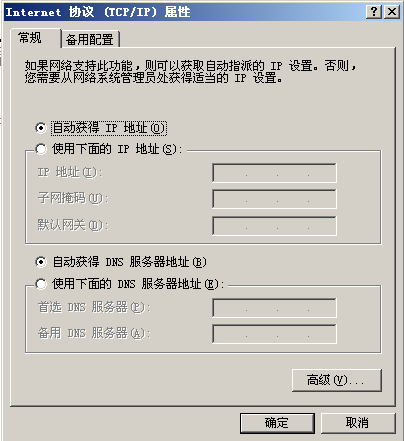 Internet 协议 (TCP/IP) 属性
常规 备用配置
如果网络支持此功能，则可以获取自动指派的 IP 设置。否则，
您需要从网络系统管理员处获得适当的 IP 设置。
自动获得 IP 地址(O)
使用下面的 IP 地址(S):
IP 地址(I):
子网掩码(U):
默认网关(D):
自动获得 DNS 服务器地址(B)
使用下面的 DNS 服务器地址(E):
首选 DNS 服务器(P):
备用 DNS 服务器(A):
高级(V)...
确定 取消